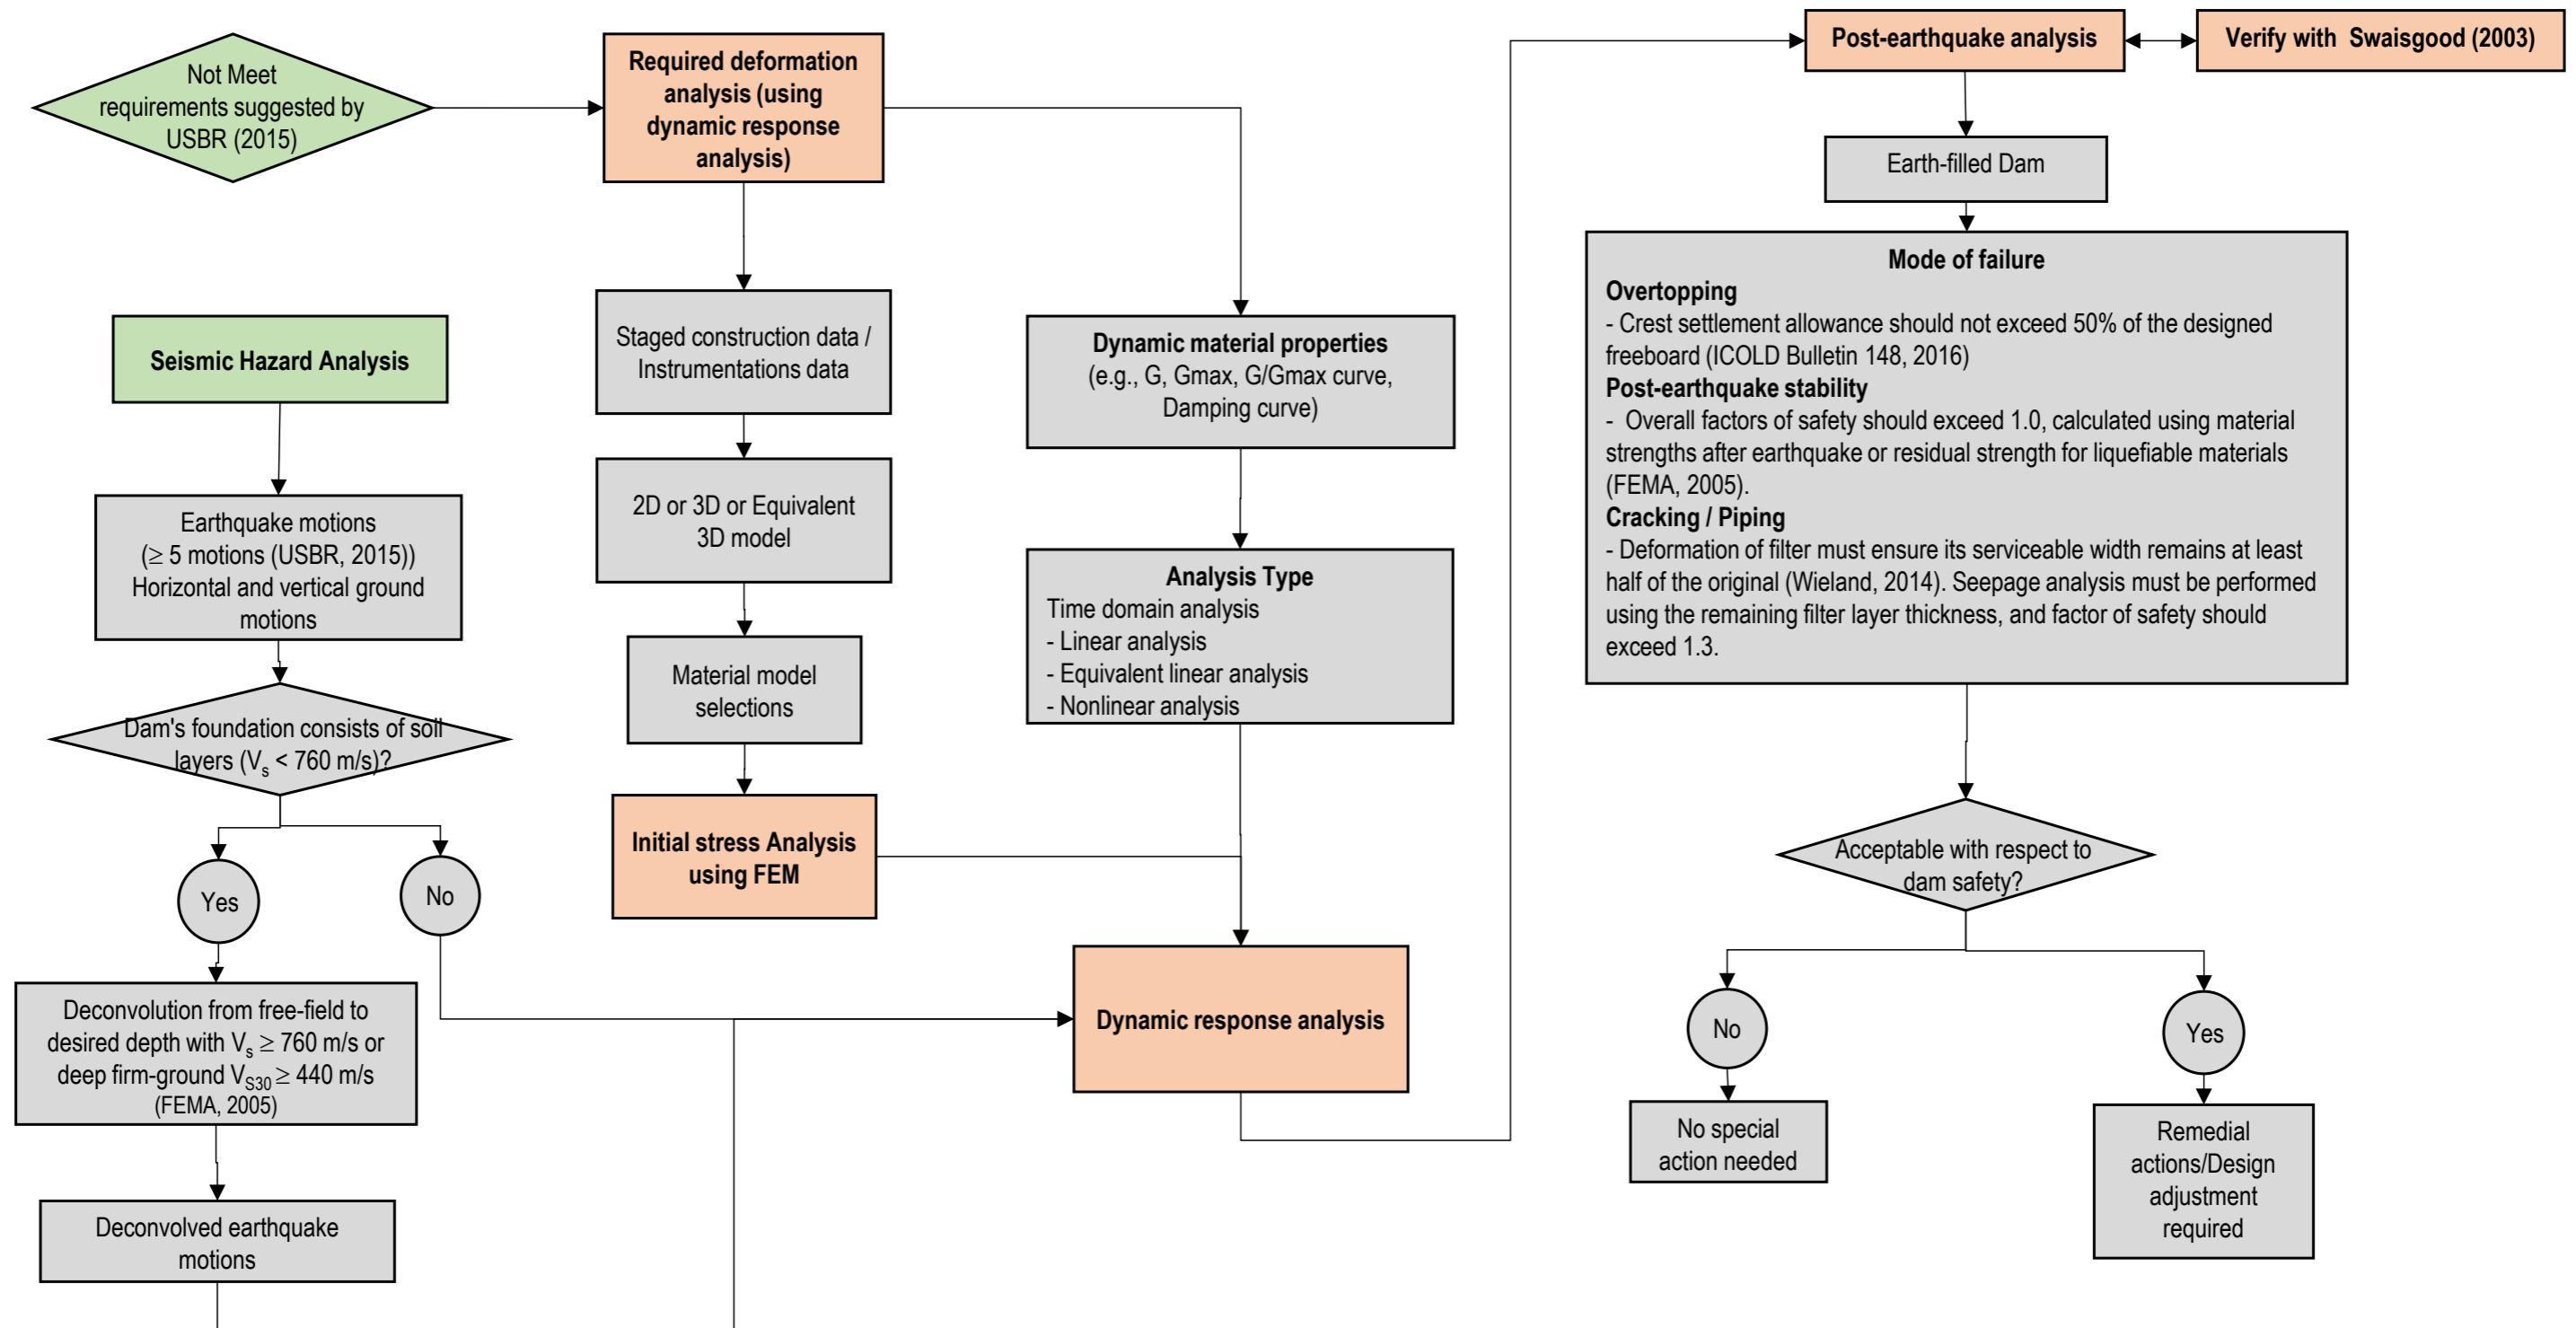 Not Meet
requirements suggested by
USBR (2015)
Required deformation
analysis (using
dynamic response
analysis)
Seismic Hazard Analysis
Earthquake motions
(≥ 5 motions (USBR, 2015))
Horizontal and vertical ground
motions
Dam's foundation consists of soil
layers (Vs < 760 m/s)?
Yes
No
Deconvolution from free-field to
desired depth with Vs ≥ 760 m/s or
deep firm-ground VS30 ≥ 440 m/s
(FEMA, 2005)
Deconvolved earthquake
motions
Staged construction data /
Instrumentations data
2D or 3D or Equivalent
3D model
Material model
selections
Initial stress Analysis
using FEM
Dynamic material properties
(e.g., G, Gmax, G/Gmax curve,
Damping curve)
Analysis Type
Time domain analysis
- Linear analysis
- Equivalent linear analysis
- Nonlinear analysis
Dynamic response analysis
Post-earthquake analysis
Verify with  Swaisgood (2003)
Earth-filled Dam
Mode of failure
Overtopping
- Crest settlement allowance should not exceed 50% of the designed
freeboard (ICOLD Bulletin 148, 2016)
Post-earthquake stability
-  Overall factors of safety should exceed 1.0, calculated using material
strengths after earthquake or residual strength for liquefiable materials
(FEMA, 2005).
Cracking / Piping
- Deformation of filter must ensure its serviceable width remains at least
half of the original (Wieland, 2014). Seepage analysis must be performed
using the remaining filter layer thickness, and factor of safety should
exceed 1.3.
Acceptable with respect to
dam safety?
No
Yes
No special
action needed
Remedial
actions/Design
adjustment
required